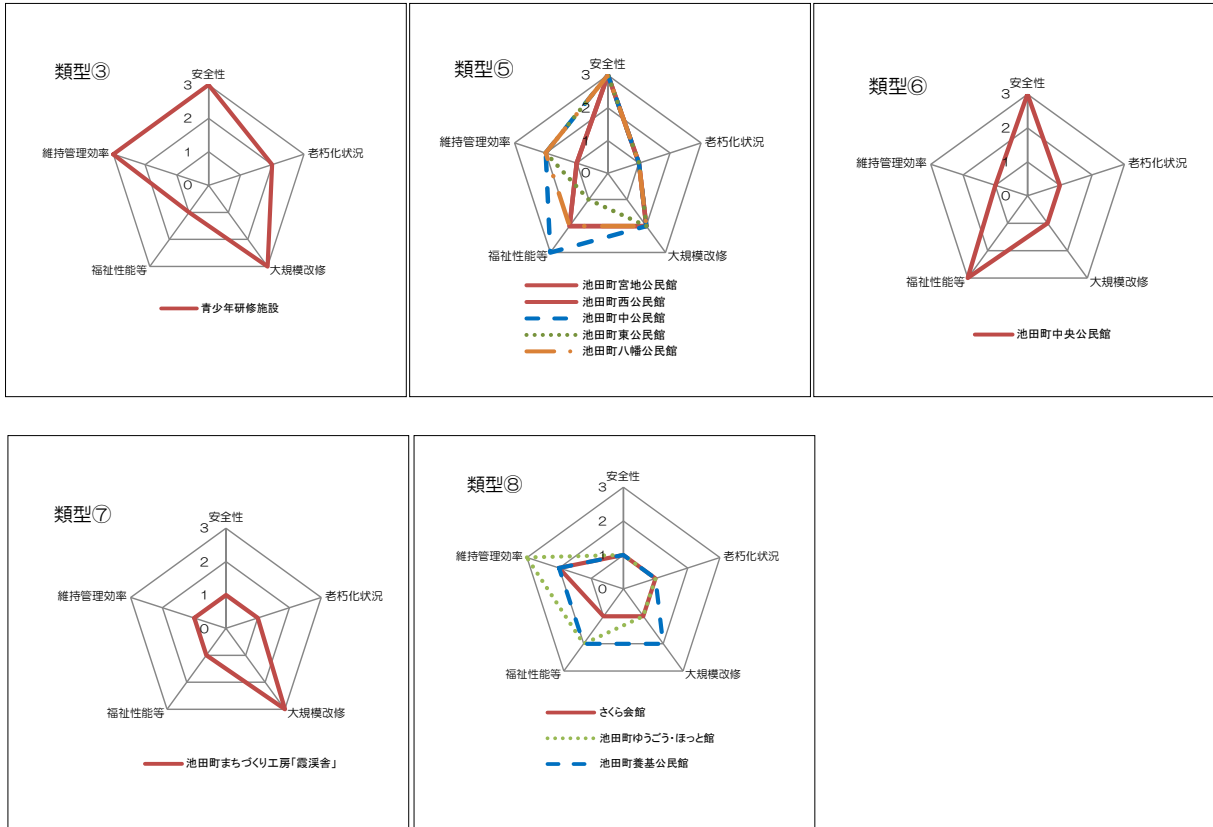 類型③
安全性
3
2
1
0
老朽化状況
大規模改修
福祉性能等
維持管理効率
青少年研修施設
類型⑤
安全性
3
2
1
0
老朽化状況
大規模改修
福祉性能等
維持管理効率
池田町宮地公民館
池田町西公民館
池田町中公民館
池田町東公民館
池田町八幡公民館
類型⑥
安全性
3
2
1
0
老朽化状況
大規模改修
福祉性能等
維持管理効率
池田町中央公民館
類型⑦
安全性
3
2
1
0
老朽化状況
大規模改修
福祉性能等
維持管理効率
池田町まちづくり工房「霞渓舎」
類型⑧
安全性
3
2
1
0
老朽化状況
大規模改修
福祉性能等
維持管理効率
さくら会館
池田町ゆうごう・ほっと館
池田町養基公民館